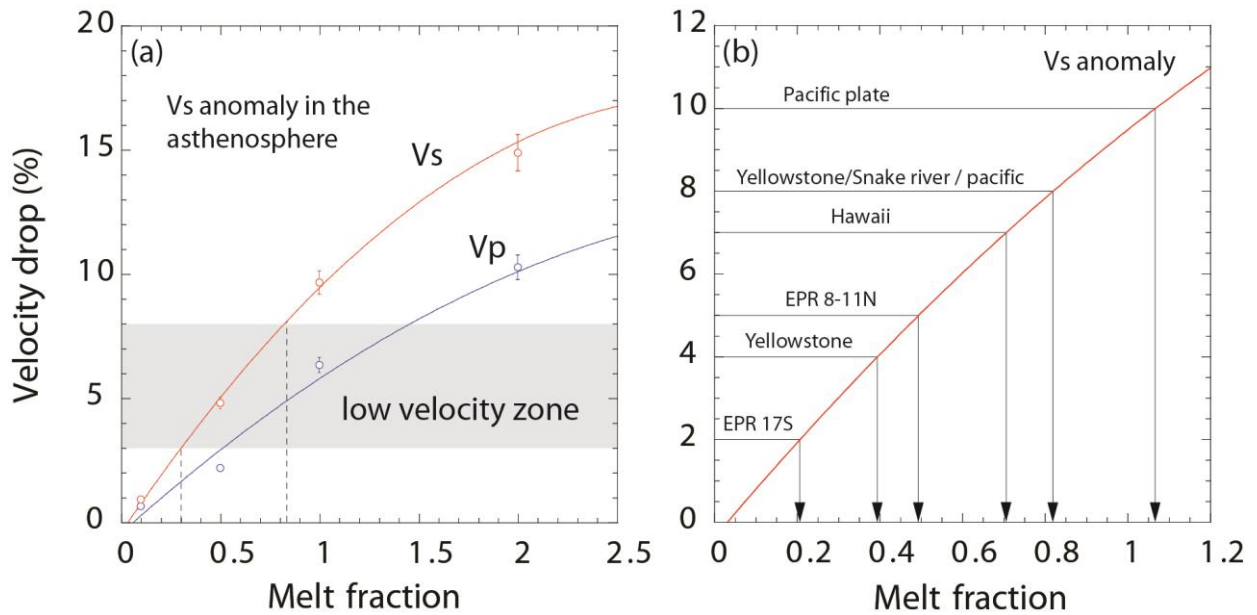 (a)
Vs anomaly in the
asthenosphere
Vs
Vp
low velocity zone
Velocity drop (%)
20
15
10
5
0
0 0.5 1 1.5 2 2.5
Melt fraction
(b)
Vs anomaly
Pacific plate
Yellowstone/Snake river / pacific
Hawaii
EPR 8-11N
Yellowstone
EPR 17S
12
10
8
6
4
2
0
0 0.2 0.4 0.6 0.8 1 1.2
Melt fraction